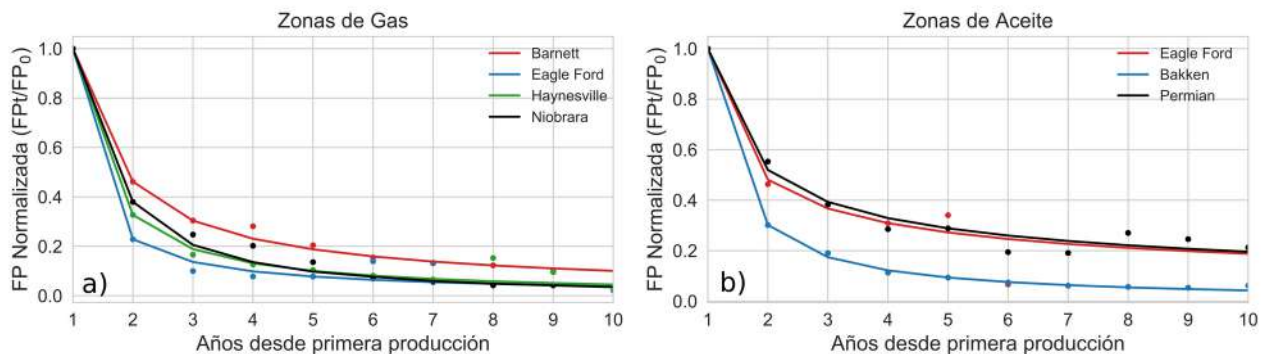 Zonas de Gas
FP Normalizada (FPt/FP₀)
1.0
0.8
0.6
0.4
0.2
0.0
Barnett
Eagle Ford
Haynesville
Niobrara
a)
1 2 3 4 5 6 7 8 9 10
Años desde primera producción
Zonas de Aceite
FP Normalizada (FPt/FP₀)
1.0
0.8
0.6
0.4
0.2
0.0
Eagle Ford
Bakken
Permian
b)
1 2 3 4 5 6 7 8 9 10
Años desde primera producción